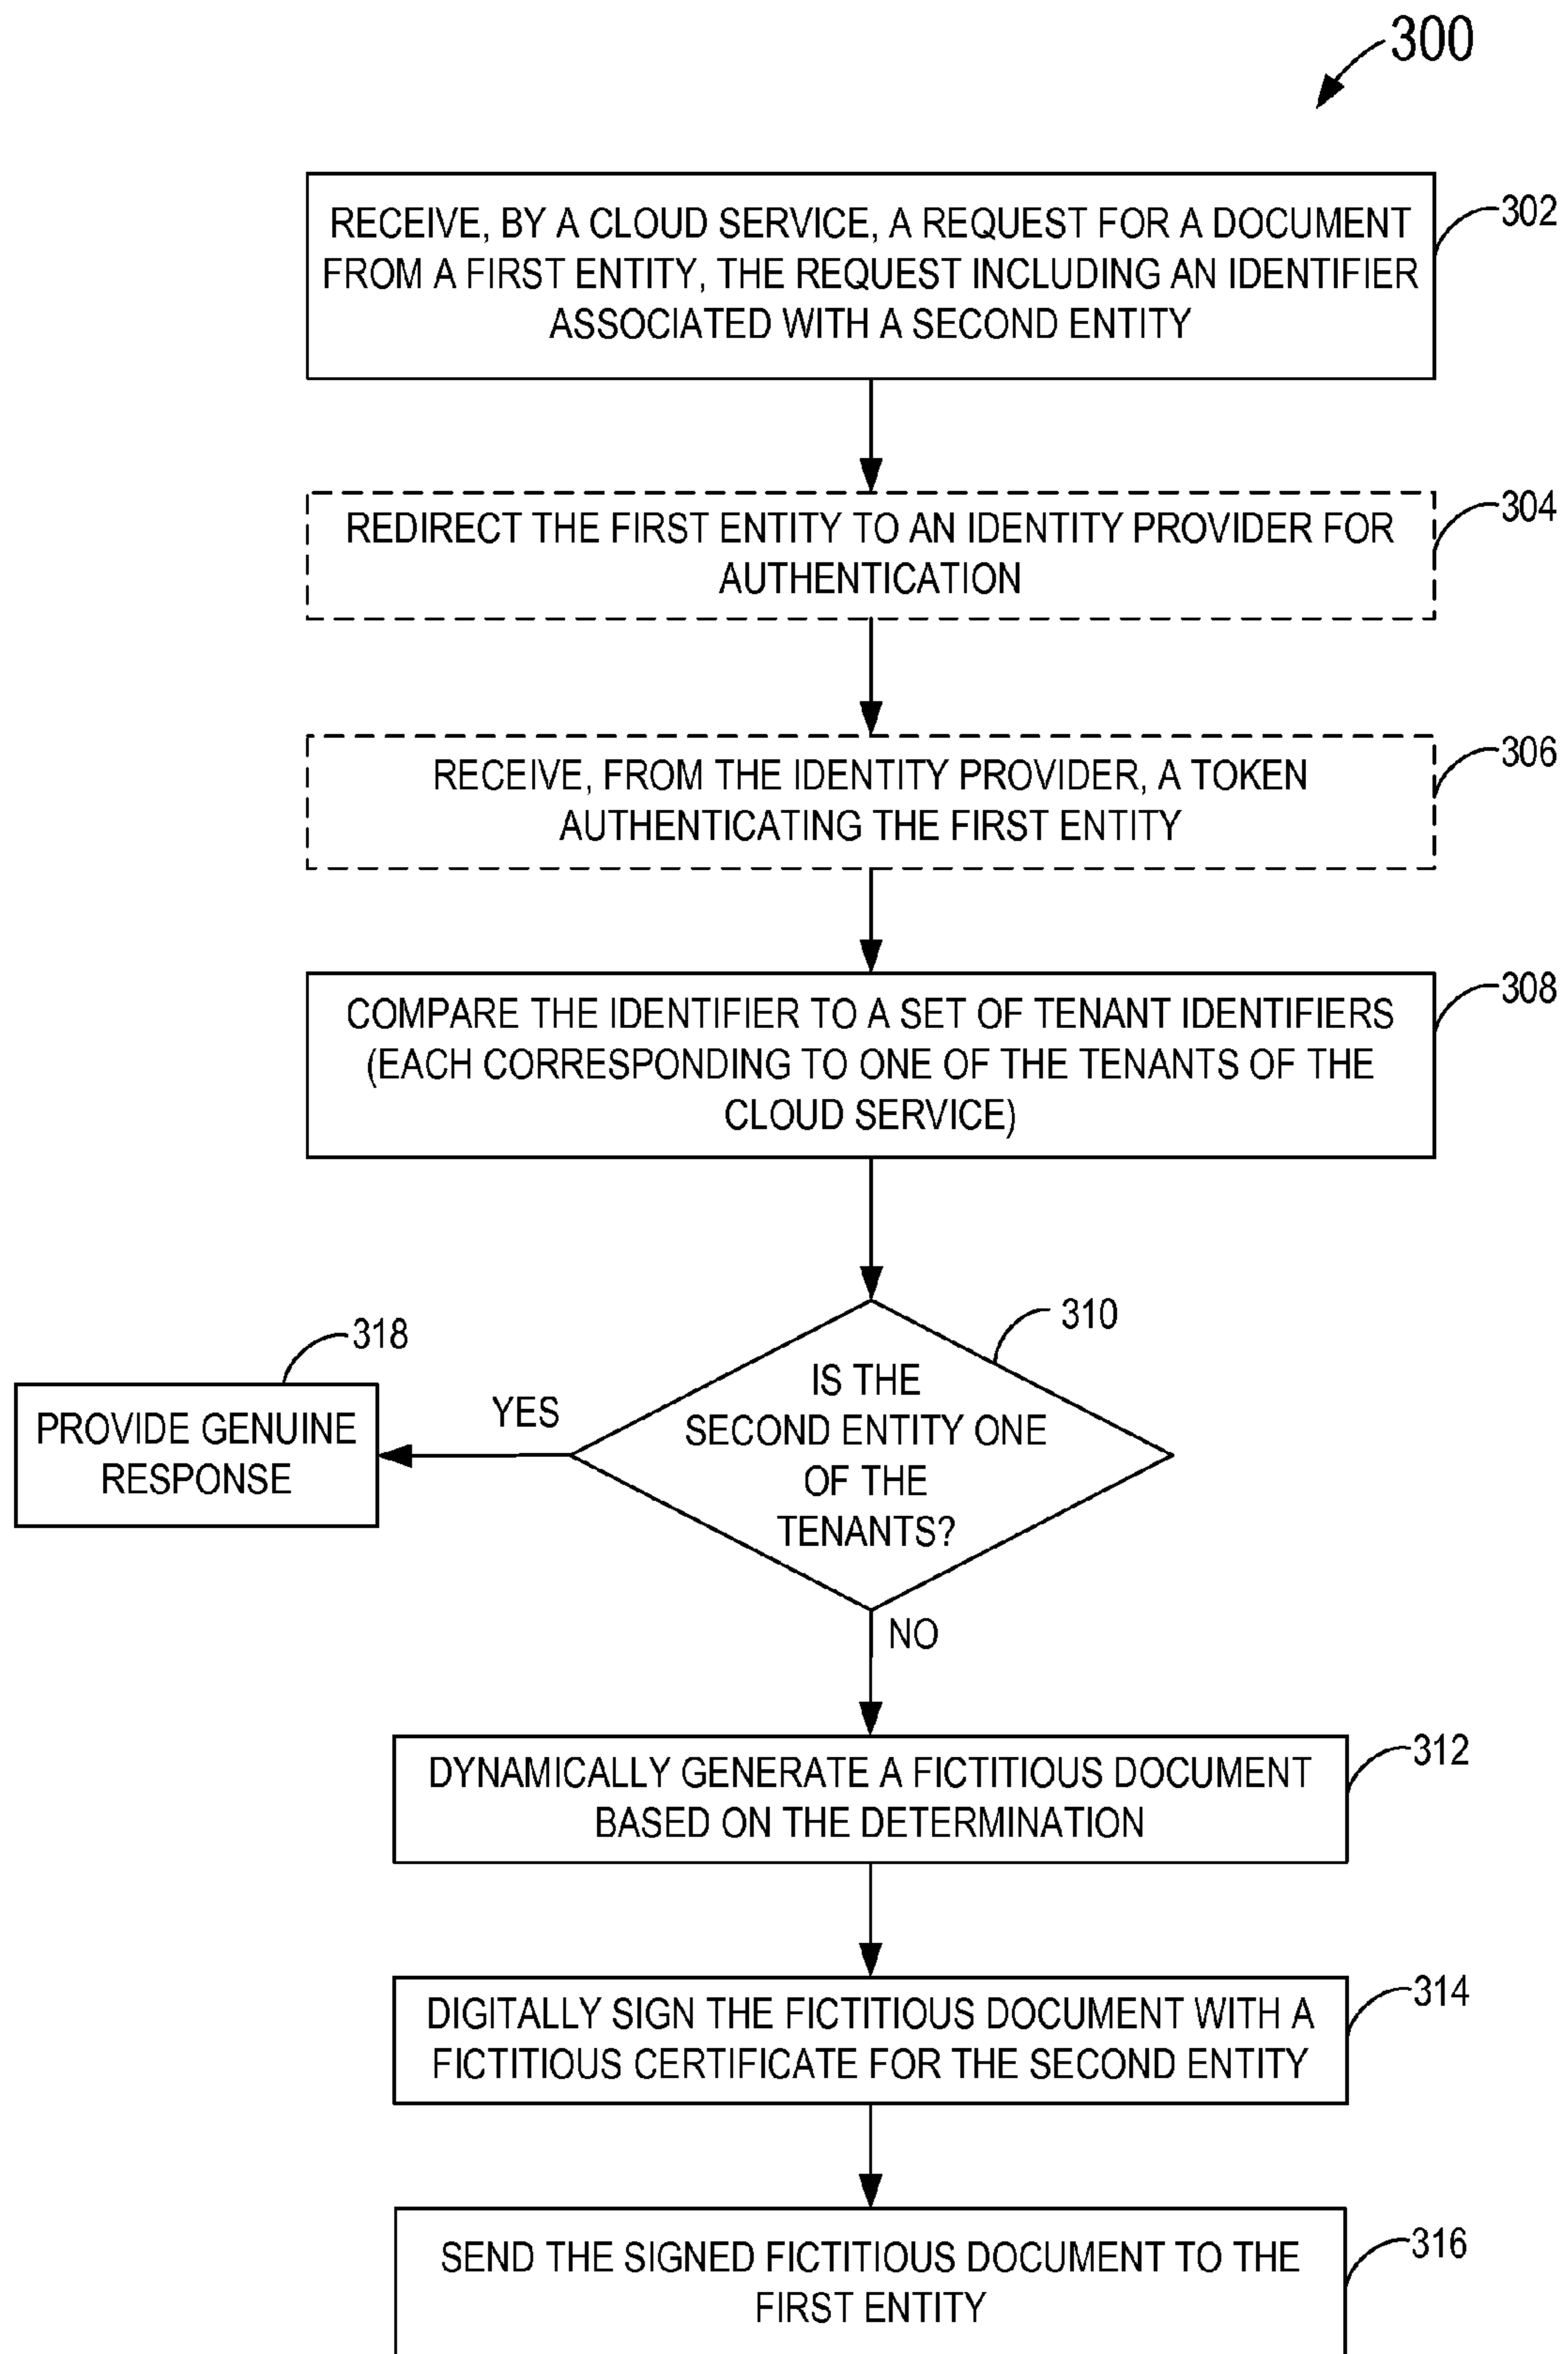 300
RECEIVE, BY A CLOUD SERVICE, A REQUEST FOR A DOCUMENT
FROM A FIRST ENTITY, THE REQUEST INCLUDING AN IDENTIFIER
ASSOCIATED WITH A SECOND ENTITY
302
REDIRECT THE FIRST ENTITY TO AN IDENTITY PROVIDER FOR
AUTHENTICATION
304
RECEIVE, FROM THE IDENTITY PROVIDER, A TOKEN
AUTHENTICATING THE FIRST ENTITY
306
COMPARE THE IDENTIFIER TO A SET OF TENANT IDENTIFIERS
(EACH CORRESPONDING TO ONE OF THE TENANTS OF THE
CLOUD SERVICE)
308
IS THE
SECOND ENTITY ONE
OF THE
TENANTS?
310
YES
318
PROVIDE GENUINE
RESPONSE
NO
DYNAMICALLY GENERATE A FICTITIOUS DOCUMENT
BASED ON THE DETERMINATION
312
DIGITALLY SIGN THE FICTITIOUS DOCUMENT WITH A
FICTITIOUS CERTIFICATE FOR THE SECOND ENTITY
314
SEND THE SIGNED FICTITIOUS DOCUMENT TO THE
FIRST ENTITY
316